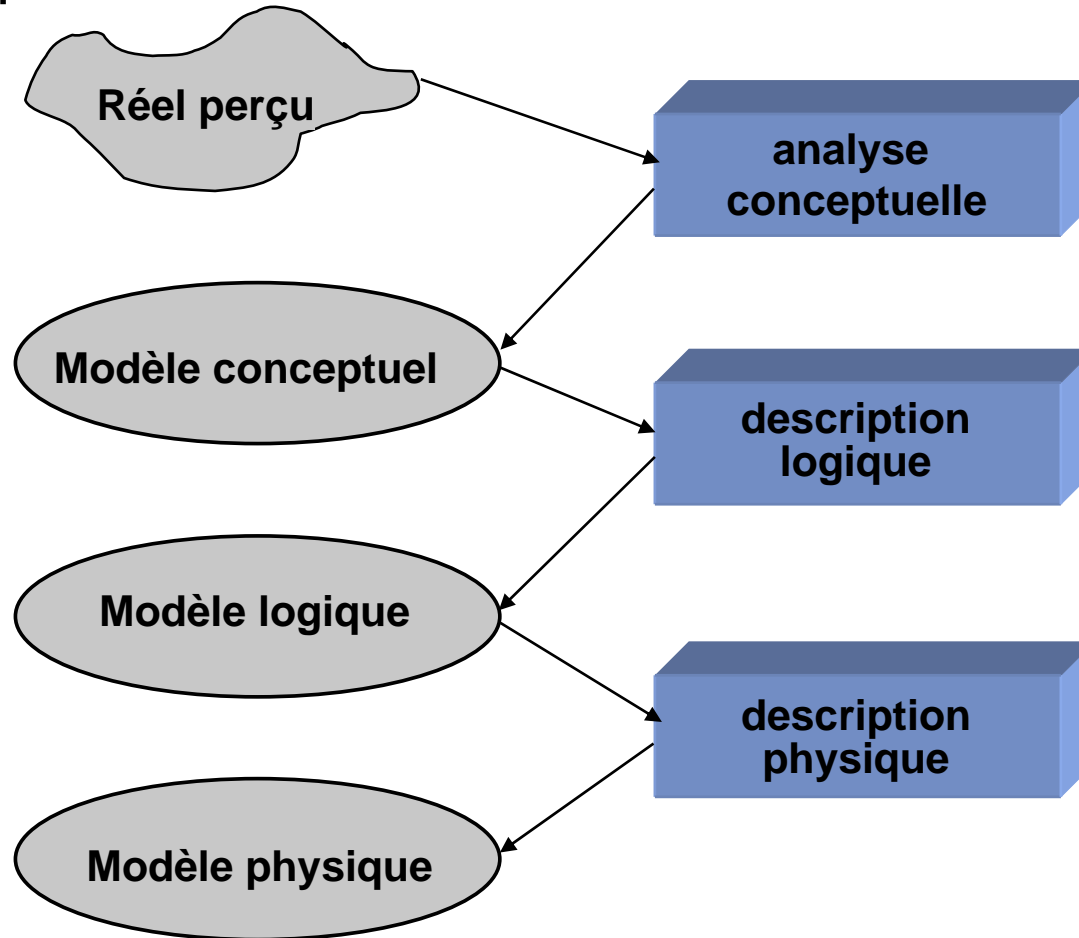 Réel perçu
analyse
conceptuelle
Modèle conceptuel
description
logique
Modèle logique
description
physique
Modèle physique